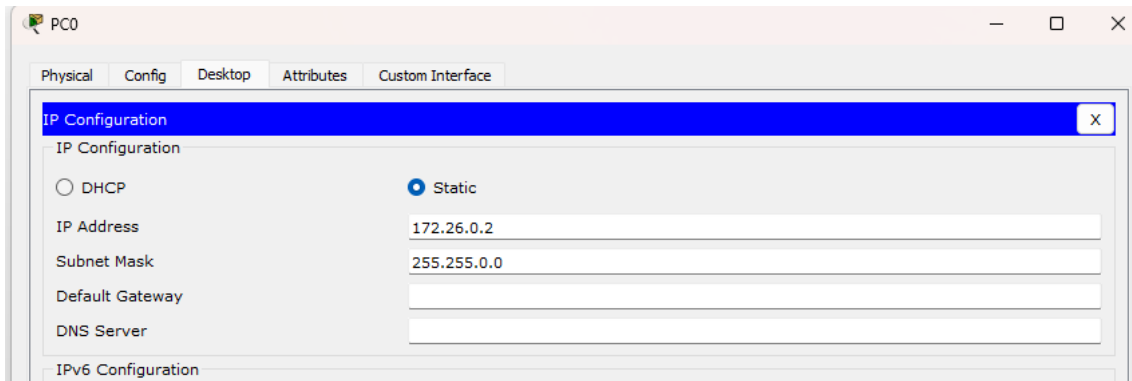 PC0
Physical Config Desktop Attributes Custom Interface
IP Configuration X
IP Configuration
DHCP Static
IP Address 172.26.0.2
Subnet Mask 255.255.0.0
Default Gateway
DNS Server
IPv6 Configuration